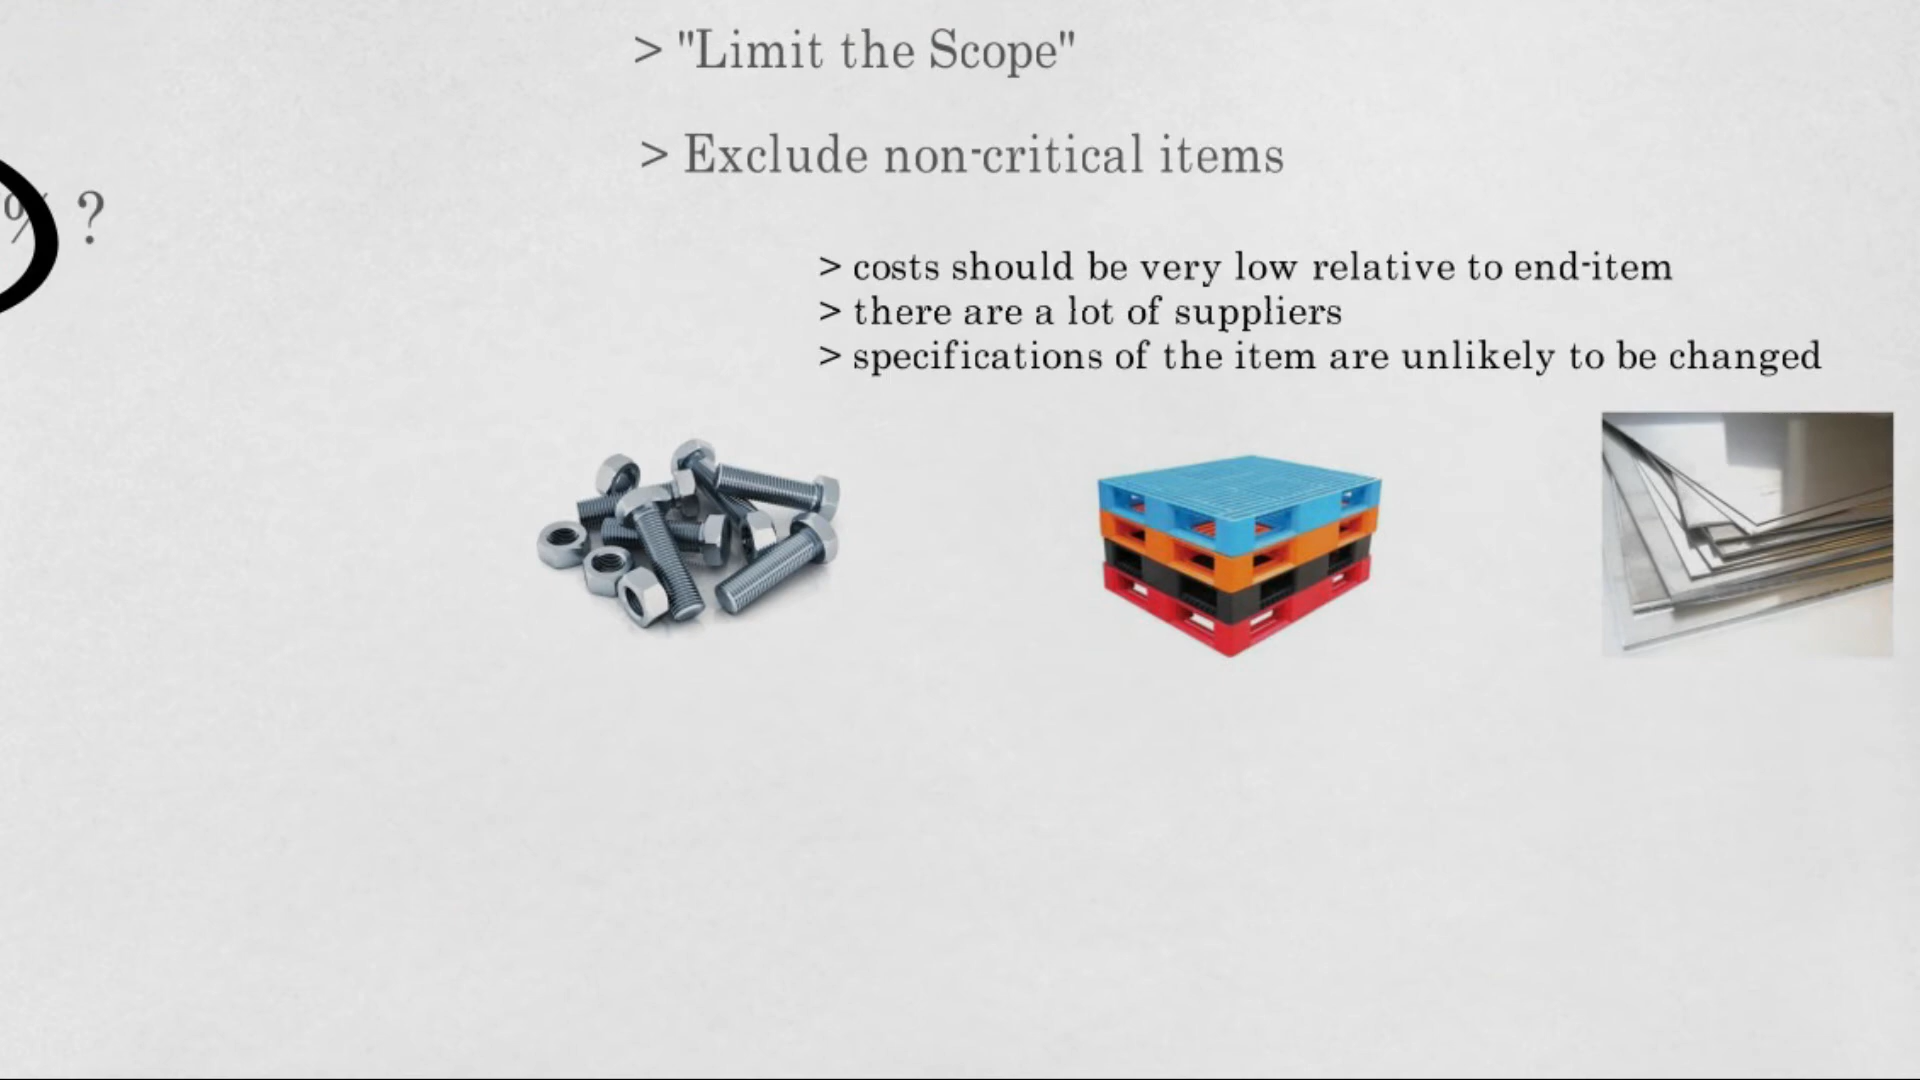 > "Limit the Scope"
> Exclude non-critical items
% ?
> costs should be very low relative to end-item
> there are a lot of suppliers
> specifications of the item are unlikely to be changed